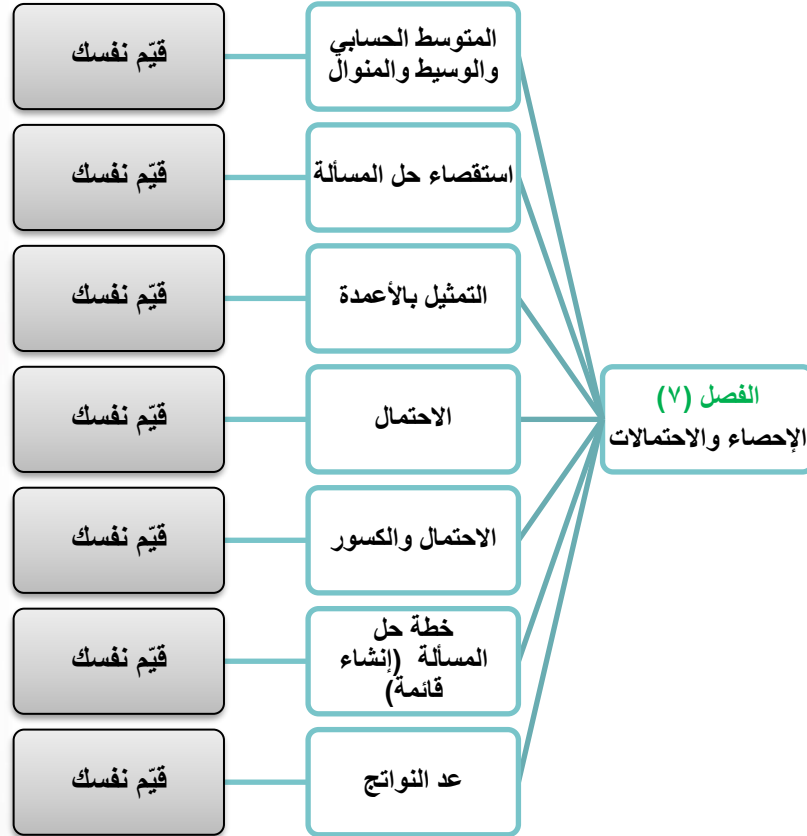 الفصل (٧)
الإحصاء والاحتمالات
المتوسط الحسابي
والوسيط والمنوال
قيّم نفسك
استقصاء حل المسألة
قيّم نفسك
التمثيل بالأعمدة
قيّم نفسك
الاحتمال
قيّم نفسك
الاحتمال والكسور
قيّم نفسك
خطة حل
المسألة (إنشاء
قائمة)
قيّم نفسك
عد النواتج
قيّم نفسك